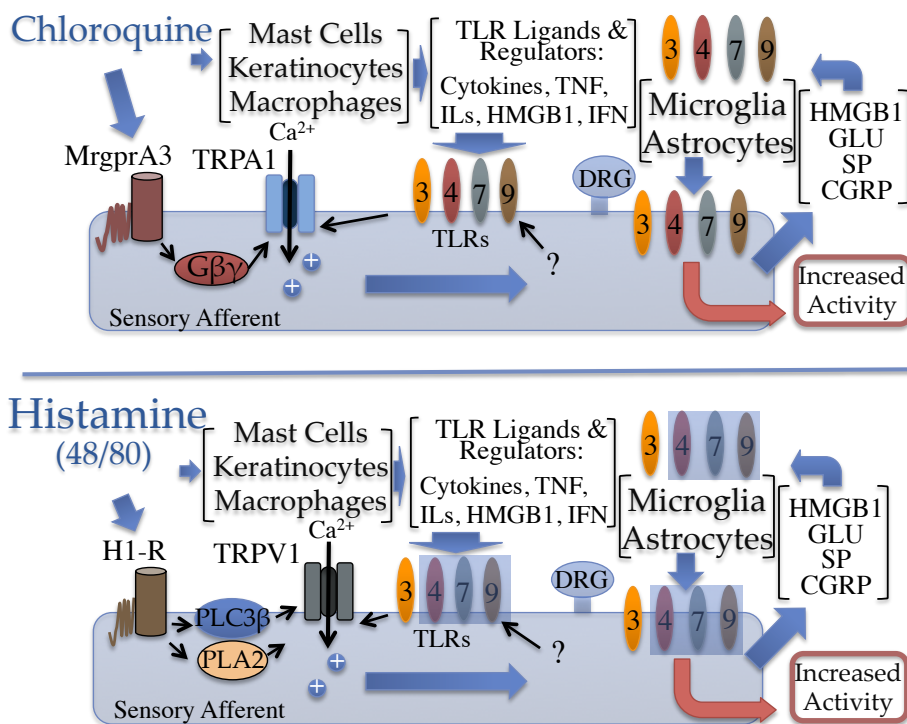 Chloroquine
Mast Cells
Keratinocytes
Macrophages
TLR Ligands &
Regulators:
Cytokines, TNF,
ILs, HMGB1, IFN
3 4 7 9
Microglia
Astrocytes
HMGB1
GLU
SP
CGRP
MrgprA3
TRPA1
Ca2+
3 4 7 9
TLRs
DRG
3 4 7 9
Gβγ
+
+
?
Sensory Afferent
Increased
Activity
Histamine
(48/80)
Mast Cells
Keratinocytes
Macrophages
TLR Ligands &
Regulators:
Cytokines, TNF,
ILs, HMGB1, IFN
3 4 7 9
Microglia
Astrocytes
HMGB1
GLU
SP
CGRP
H1-R
TRPV1
Ca2+
3 4 7 9
TLRs
DRG
3 4 7 9
PLC3β
PLA2
+
+
?
Sensory Afferent
Increased
Activity